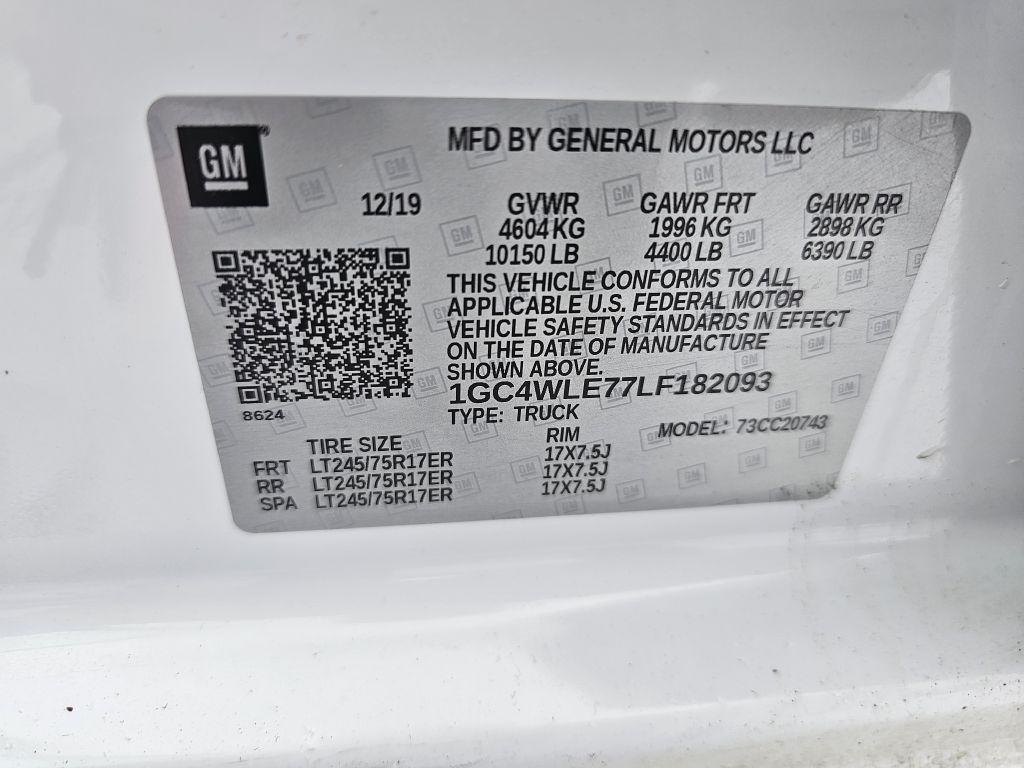 GM
MFD BY GENERAL MOTORS LLC
12/19 GVWR GAWR FRT GAWR RR
4604 KG 1996 KG 2898 KG
10150 LB 4400 LB 6390 LB
THIS VEHICLE CONFORMS TO ALL
APPLICABLE U.S. FEDERAL MOTOR
VEHICLE SAFETY STANDARDS IN EFFECT
ON THE DATE OF MANUFACTURE
SHOWN ABOVE.
1GC4WLE77LF182093
TYPE: TRUCK
MODEL: 73CC20743
8624
TIRE SIZE RIM
FRT LT245/75R17ER 17X7.5J
RR LT245/75R17ER 17X7.5J
SPA LT245/75R17ER 17X7.5J